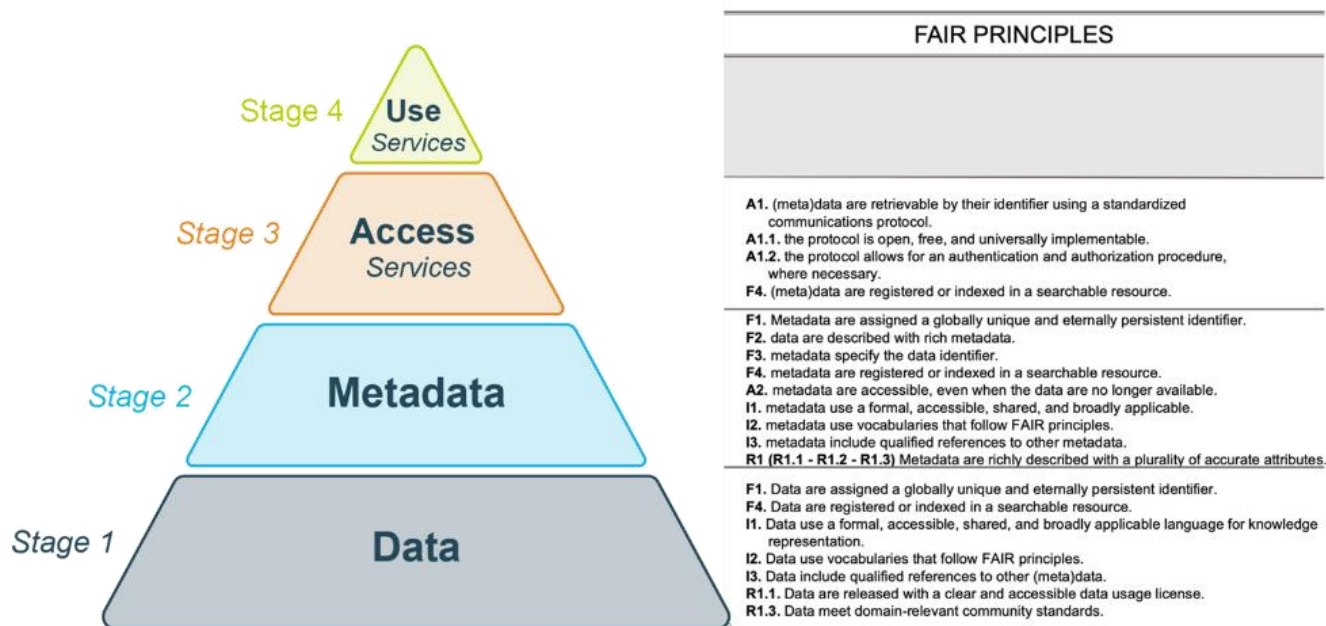 FAIR PRINCIPLES
Stage 4
Use
Services
Stage 3
Access
Services
A1. (meta)data are retrievable by their identifier using a standardized
communications protocol.
A1.1. the protocol is open, free, and universally implementable.
A1.2. the protocol allows for an authentication and authorization procedure,
where necessary.
F4. (meta)data are registered or indexed in a searchable resource.
Stage 2
Metadata
F1. Metadata are assigned a globally unique and eternally persistent identifier.
F2. data are described with rich metadata.
F3. metadata specify the data identifier.
F4. metadata are registered or indexed in a searchable resource.
A2. metadata are accessible, even when the data are no longer available.
I1. metadata use a formal, accessible, shared, and broadly applicable.
I2. metadata use vocabularies that follow FAIR principles.
I3. metadata include qualified references to other metadata.
R1 (R1.1 - R1.2 - R1.3) Metadata are richly described with a plurality of accurate attributes.
Stage 1
Data
F1. Data are assigned a globally unique and eternally persistent identifier.
F4. Data are registered or indexed in a searchable resource.
I1. Data use a formal, accessible, shared, and broadly applicable language for knowledge
representation.
I2. Data use vocabularies that follow FAIR principles.
I3. Data include qualified references to other (meta)data.
R1.1. Data are released with a clear and accessible data usage license.
R1.3. Data meet domain-relevant community standards.